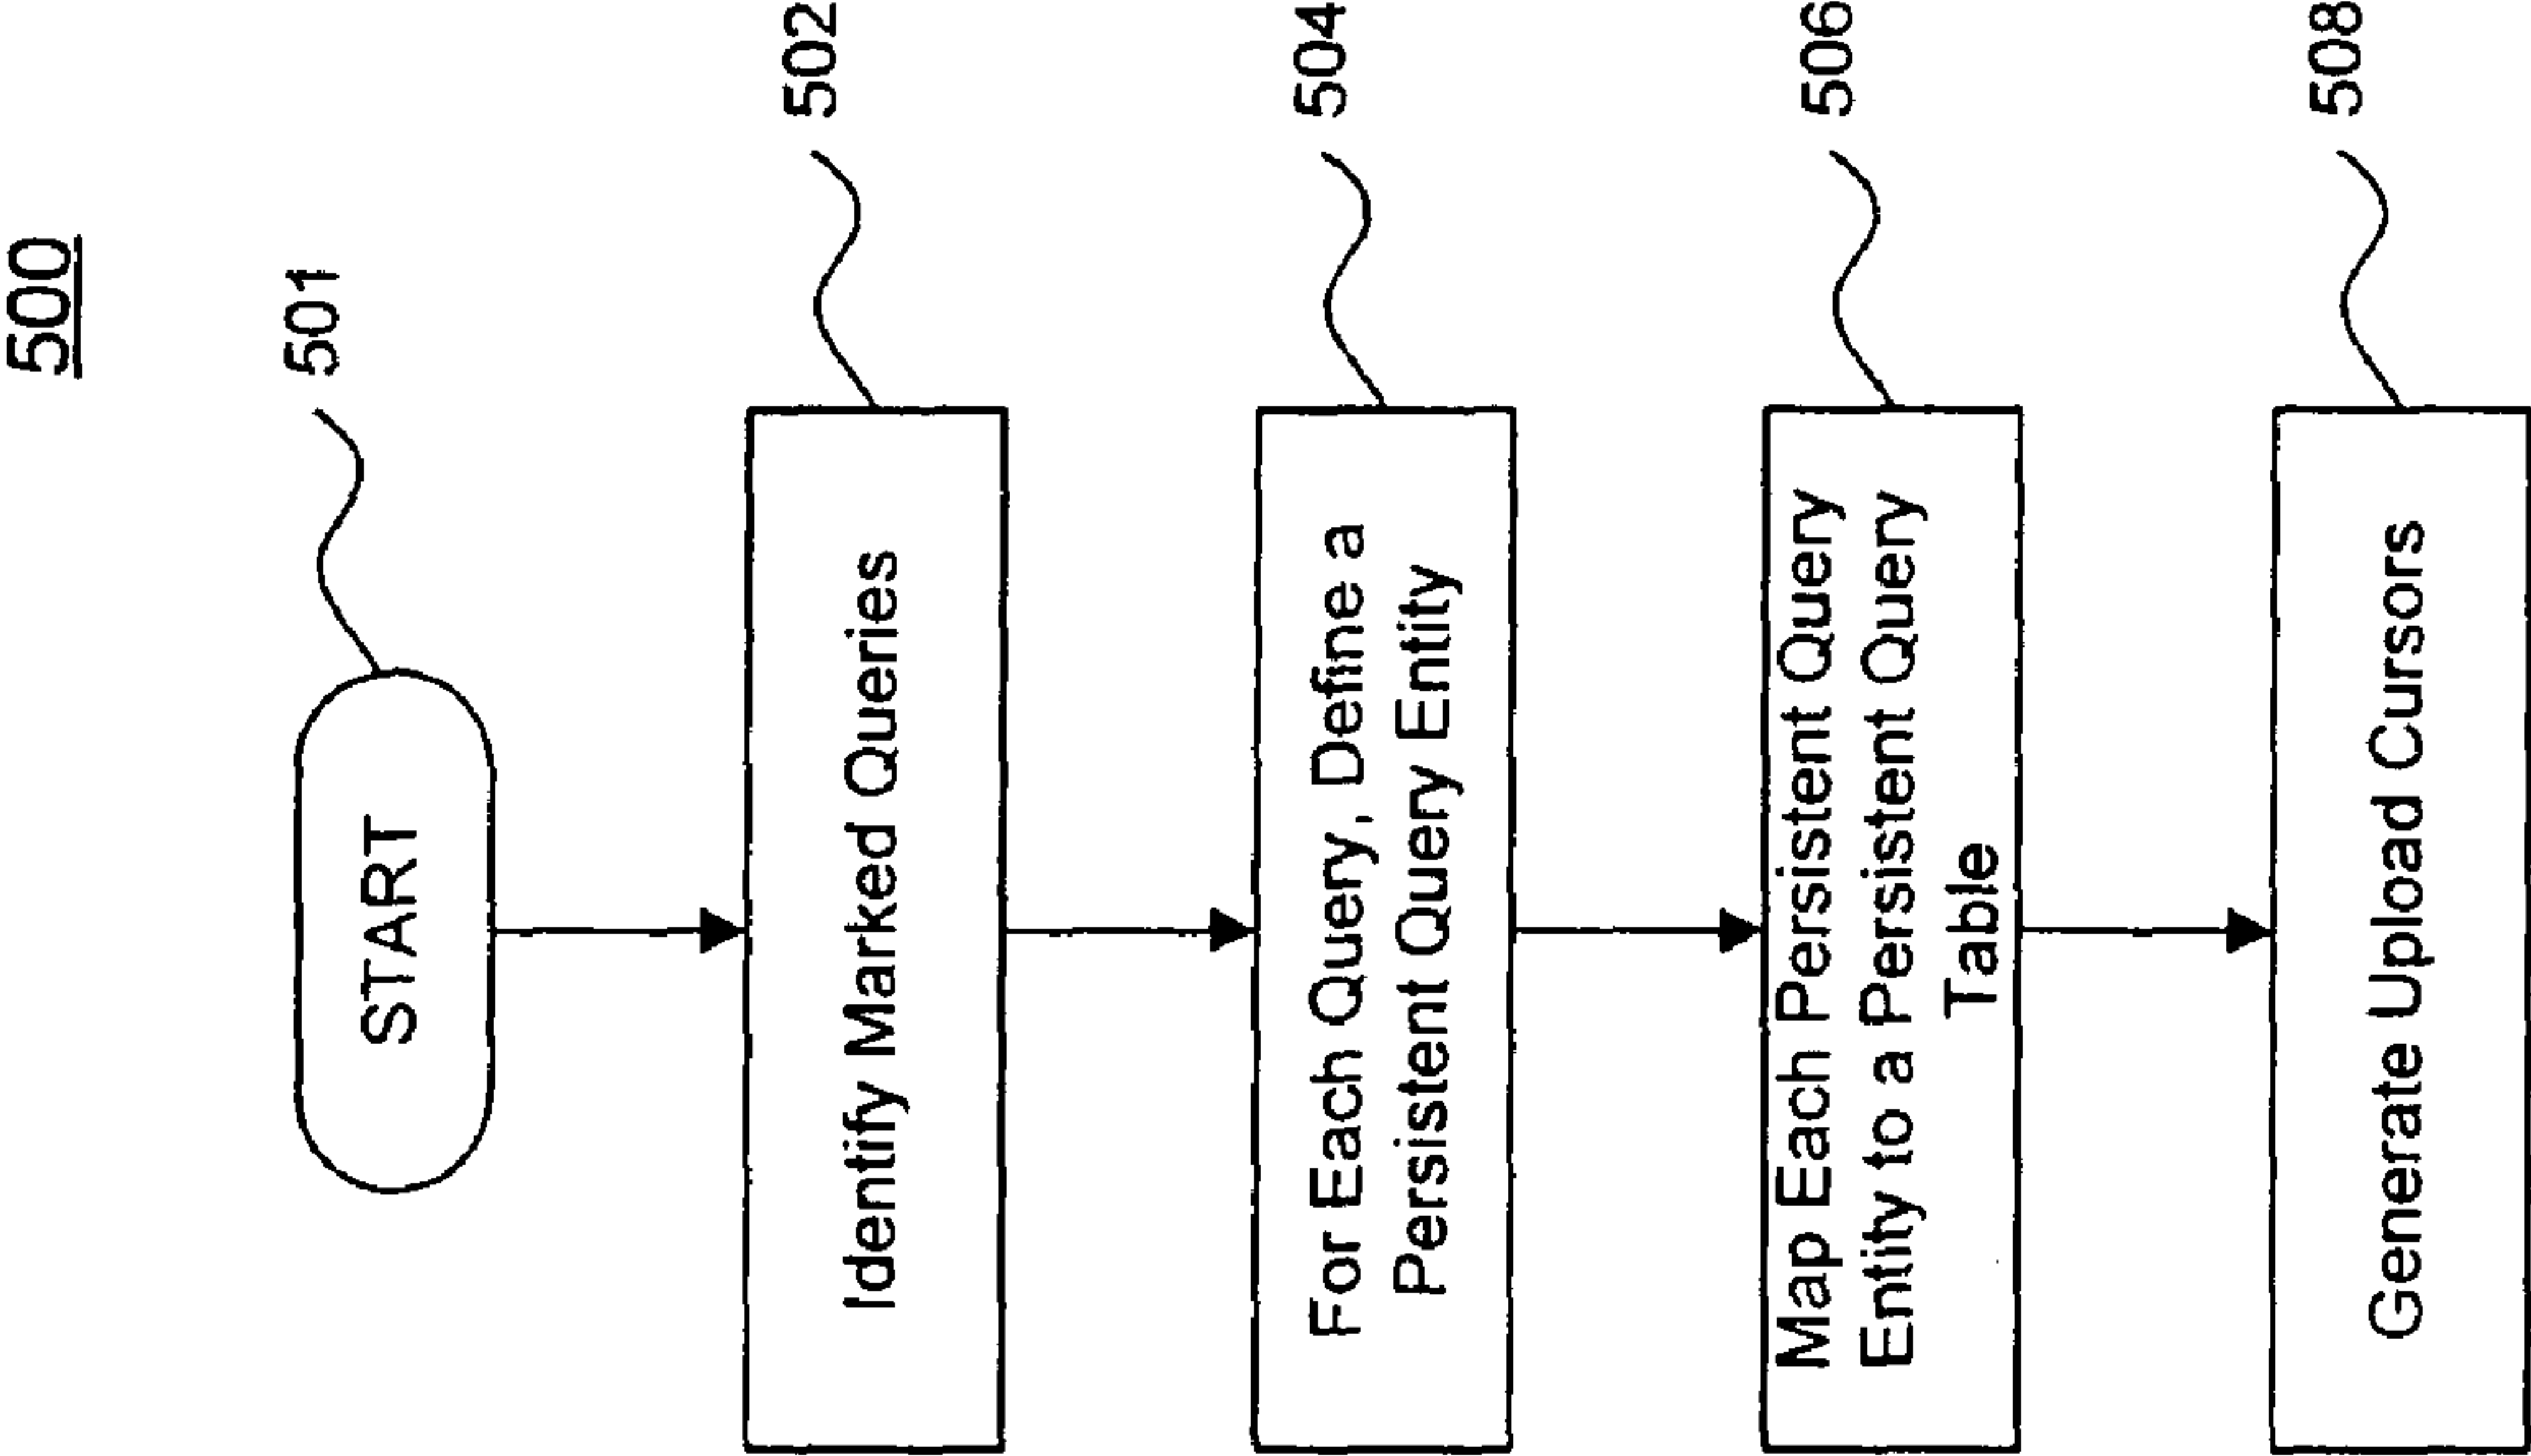 500
501
START
502
Identify Marked Queries
504
For Each Query, Define a
Persistent Query Entity
506
Map Each Persistent Query
Entity to a Persistent Query
Table
508
Generate Upload Cursors